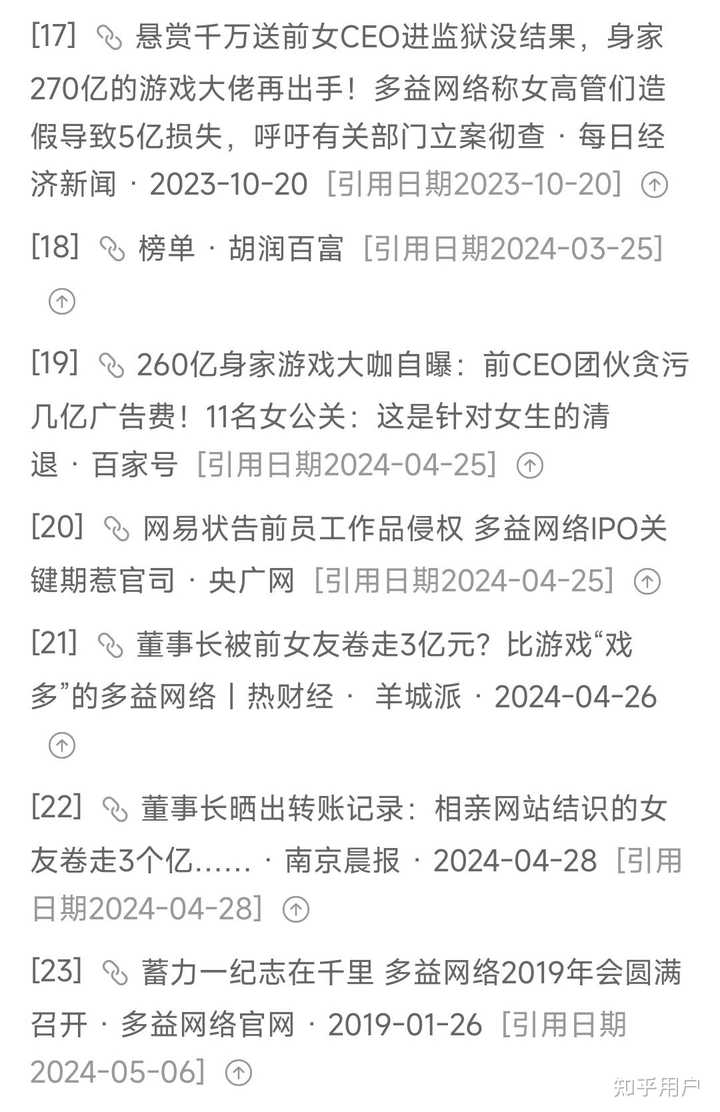 [17] 悬赏千万送前女CEO进监狱没结果，身家
270亿的游戏大佬再出手！多益网络称女高管们造
假导致5亿损失，呼吁有关部门立案彻查 · 每日经
济新闻 · 2023-10-20 [引用日期2023-10-20]
[18] 榜单 · 胡润百富 [引用日期2024-03-25]
[19] 260亿身家游戏大咖自曝：前CEO团伙贪污
几亿广告费！11名女公关：这是针对女生的清
退 · 百家号 [引用日期2024-04-25]
[20] 网易状告前员工作品侵权 多益网络IPO关
键期惹官司 · 央广网 [引用日期2024-04-25]
[21] 董事长被前女友卷走3亿元？比游戏“戏
多”的多益网络丨热财经 · 羊城派 · 2024-04-26
[22] 董事长晒出转账记录：相亲网站结识的女
友卷走3个亿…… · 南京晨报 · 2024-04-28 [引用
日期2024-04-28]
[23] 蓄力一纪志在千里 多益网络2019年会圆满
召开 · 多益网络官网 · 2019-01-26 [引用日期
2024-05-06]
知乎用户